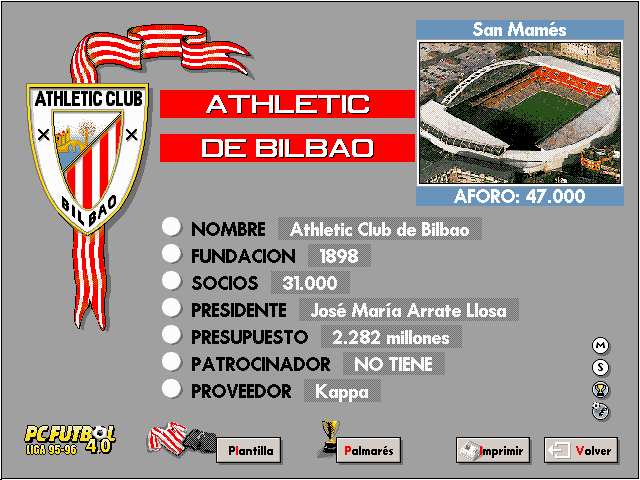 San Mamés
ATHLETIC CLUB
BILBAO
ATHLETIC
DE BILBAO
AFORO: 47.000
NOMBRE Athletic Club de Bilbao
FUNDACION 1898
SOCIOS 31.000
PRESIDENTE José María Arrate Llosa
PRESUPUESTO 2.282 millones
PATROCINADOR NO TIENE
PROVEEDOR Kappa
M
S
PC FUTBOL
LIGA 95-96 4.0
Plantilla
Palmarés
Imprimir
Volver